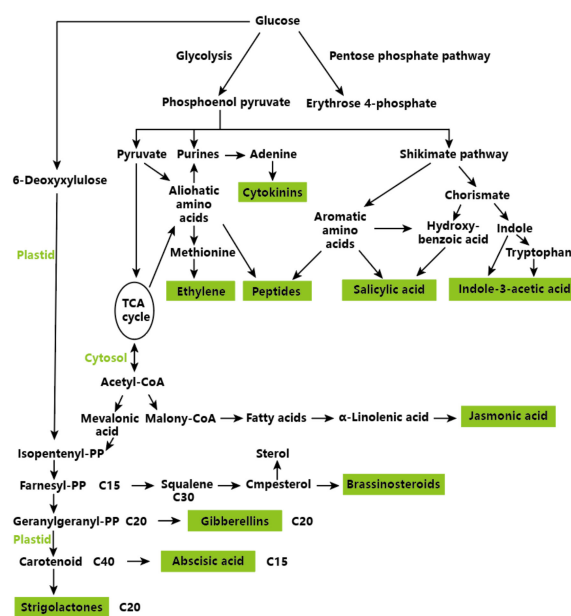 Glucose
Glycolysis
Pentose phosphate pathway
Phosphoenol pyruvate
Erythrose 4-phosphate
Pyruvate
Purines
Adenine
Shikimate pathway
6-Deoxyxylulose
Aliohatic
amino
acids
Cytokinins
Chorismate
Aromatic
amino
acids
Hydroxy-
benzoic acid
Indole
Plastid
Methionine
Tryptophan
TCA
cycle
Ethylene
Peptides
Salicylic acid
Indole-3-acetic acid
Cytosol
Acetyl-CoA
Mevalonic
acid
Malony-CoA
Fatty acids
α-Linolenic acid
Jasmonic acid
Isopentenyl-PP
Sterol
Farnesyl-PP C15
Squalene
C30
Cmpesterol
Brassinosteroids
Geranylgeranyl-PP C20
Gibberellins
C20
Plastid
Carotenoid C40
Abscisic acid
C15
Strigolactones
C20